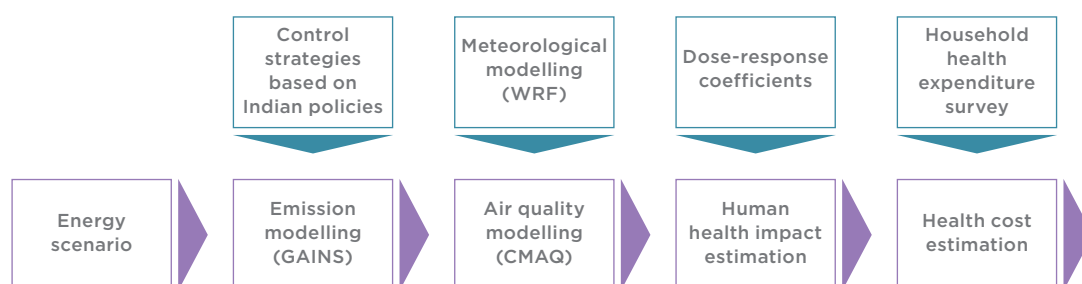 Control
strategies
based on
Indian policies
Meteorological
modelling
(WRF)
Dose-response
coefficients
Household
health
expenditure
survey
Energy
scenario
Emission
modelling
(GAINS)
Air quality
modelling
(CMAQ)
Human
health impact
estimation
Health cost
estimation